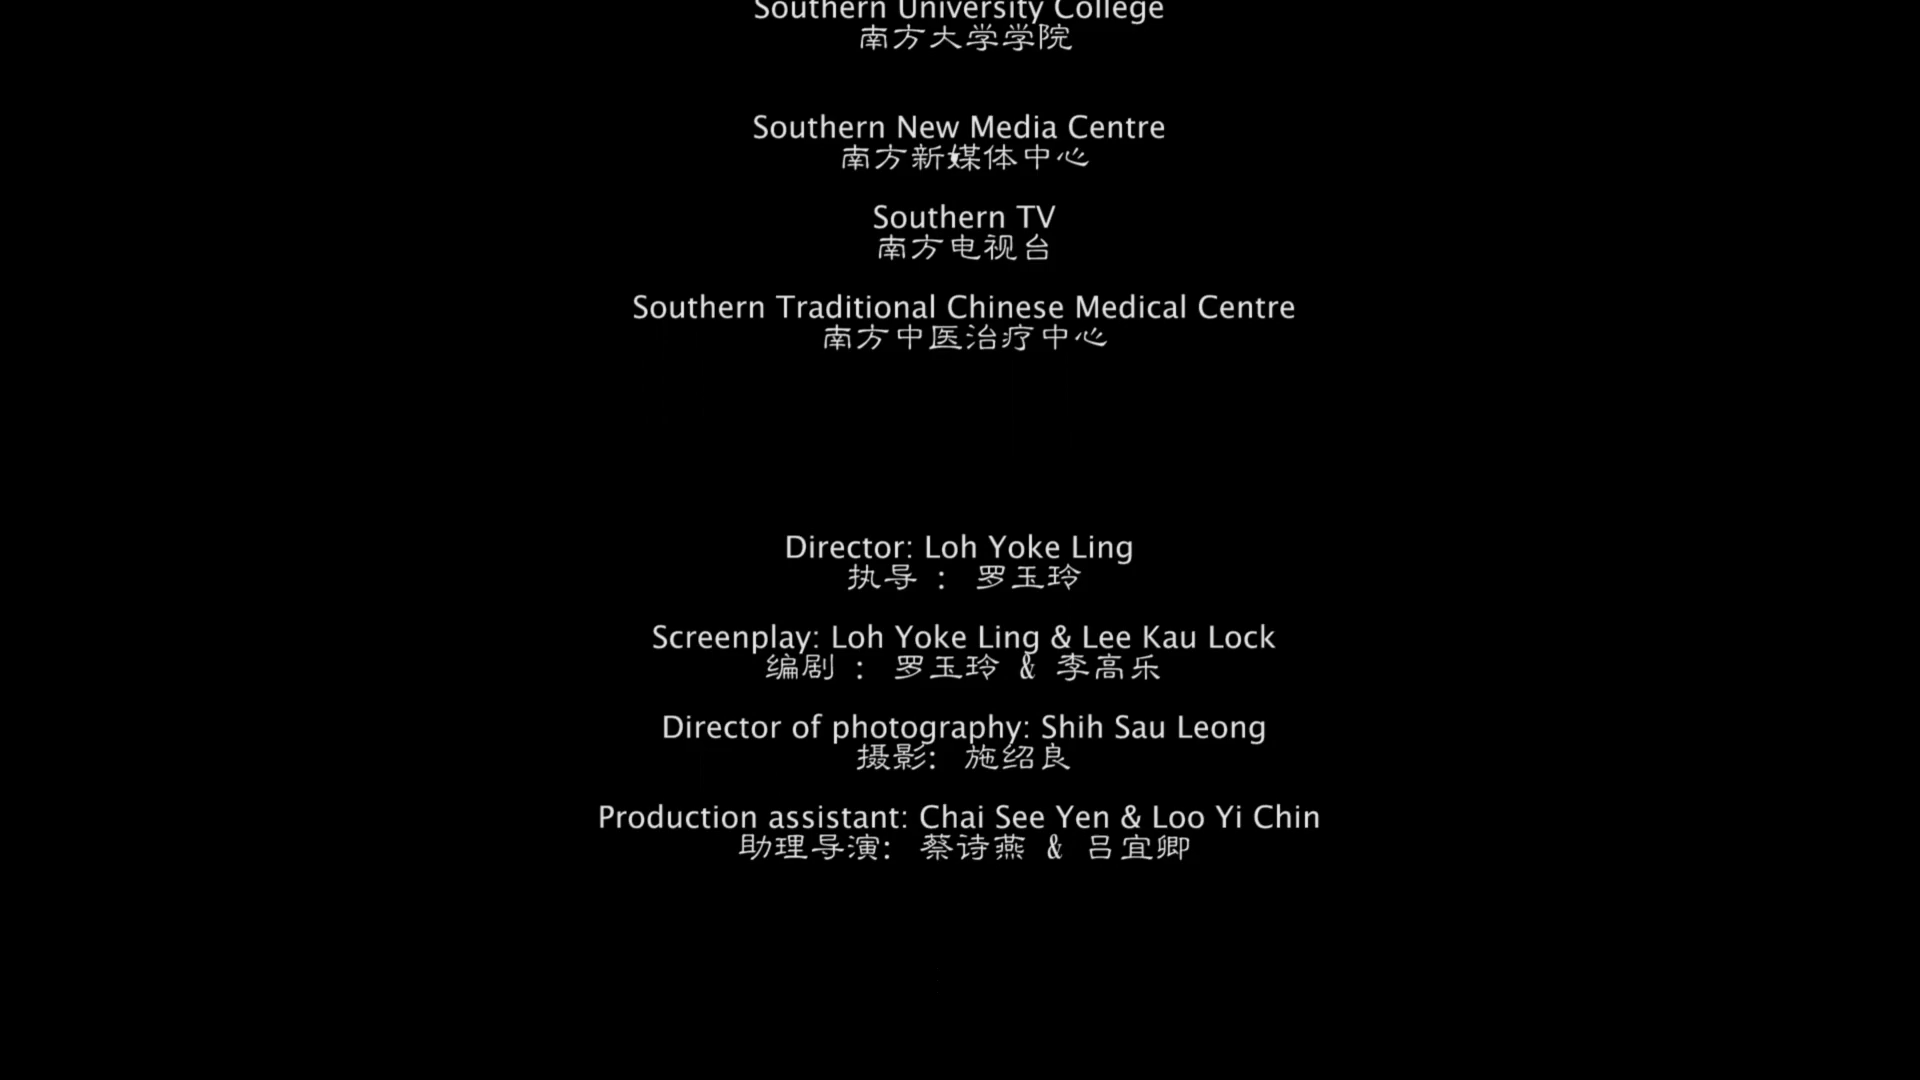 Southern University College
南方大学学院
Southern New Media Centre
南方新媒体中心
Southern TV
南方电视台
Southern Traditional Chinese Medical Centre
南方中医治疗中心
Director: Loh Yoke Ling
执导 : 罗玉玲
Screenplay: Loh Yoke Ling & Lee Kau Lock
编剧 : 罗玉玲 & 李高乐
Director of photography: Shih Sau Leong
摄影: 施绍良
Production assistant: Chai See Yen & Loo Yi Chin
助理导演: 蔡诗燕 & 吕宜卿